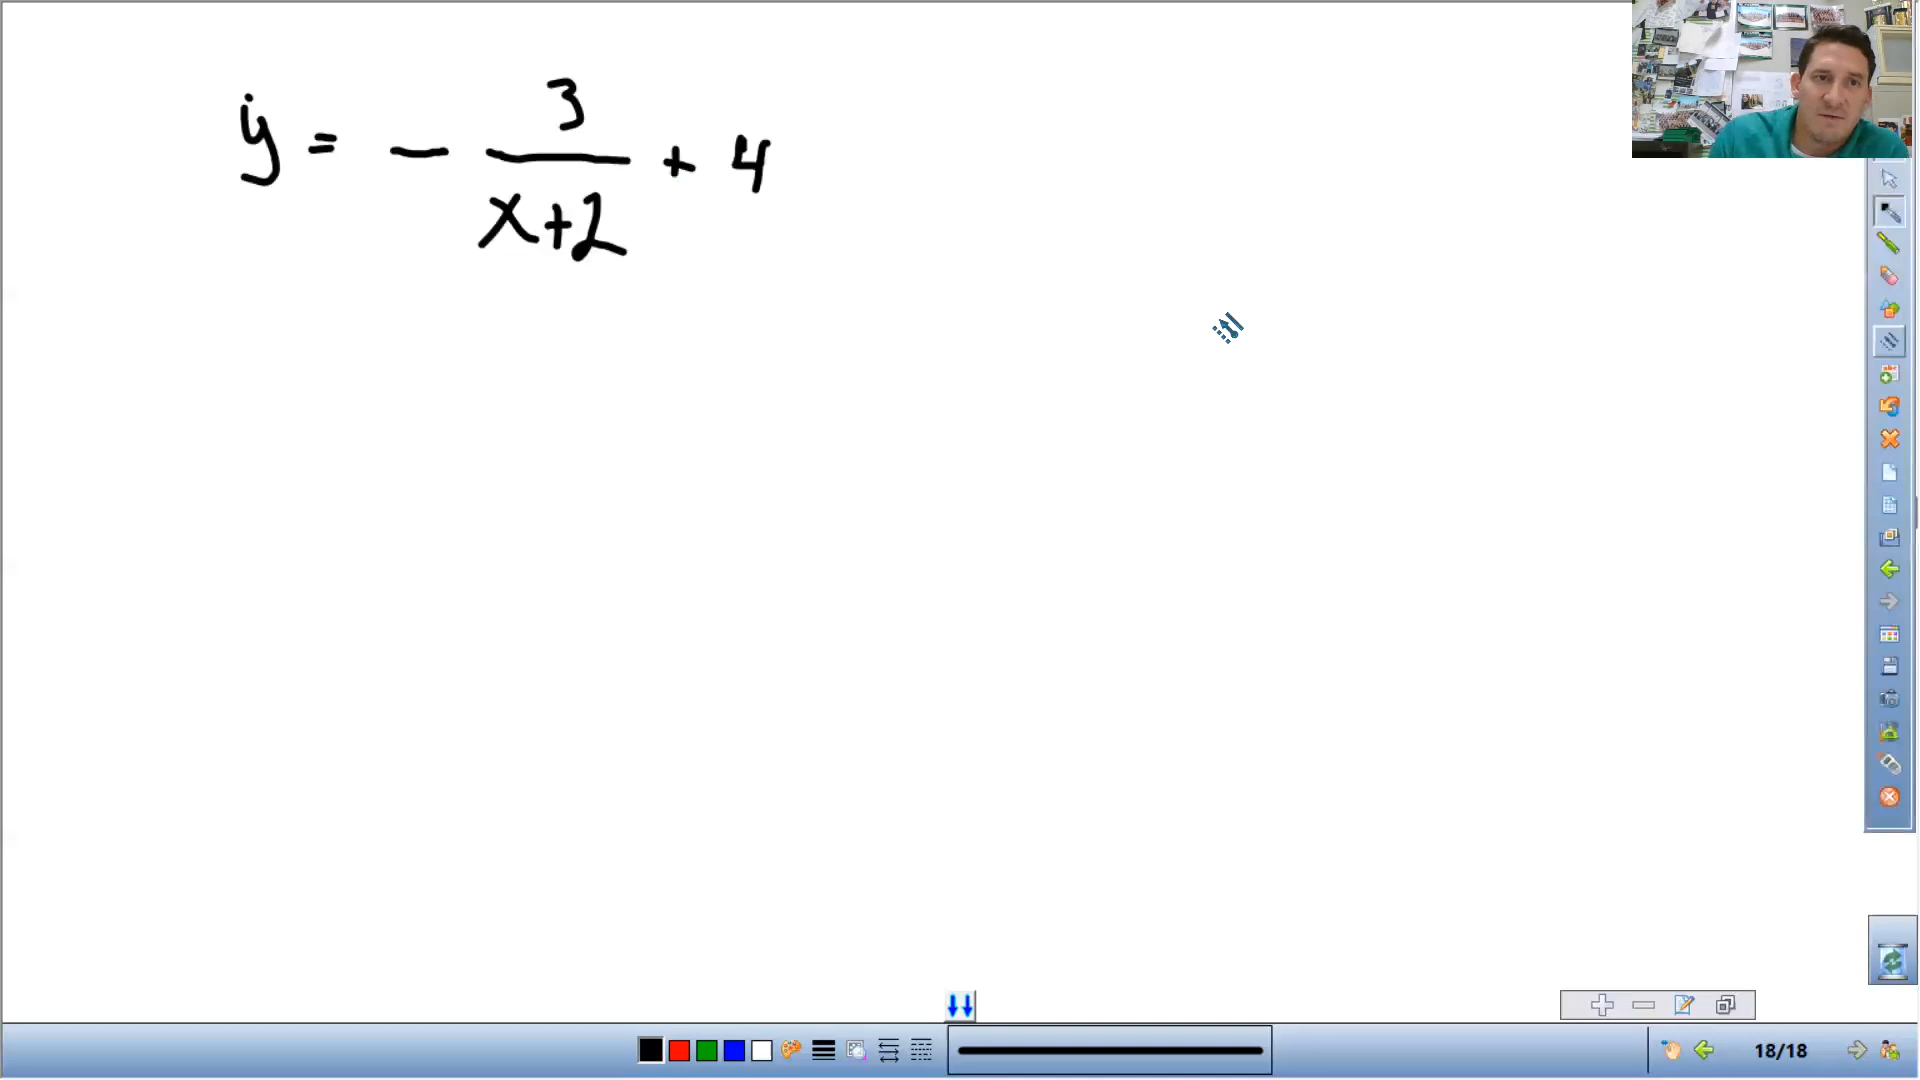 y = - 3/(x+2) + 4
18/18